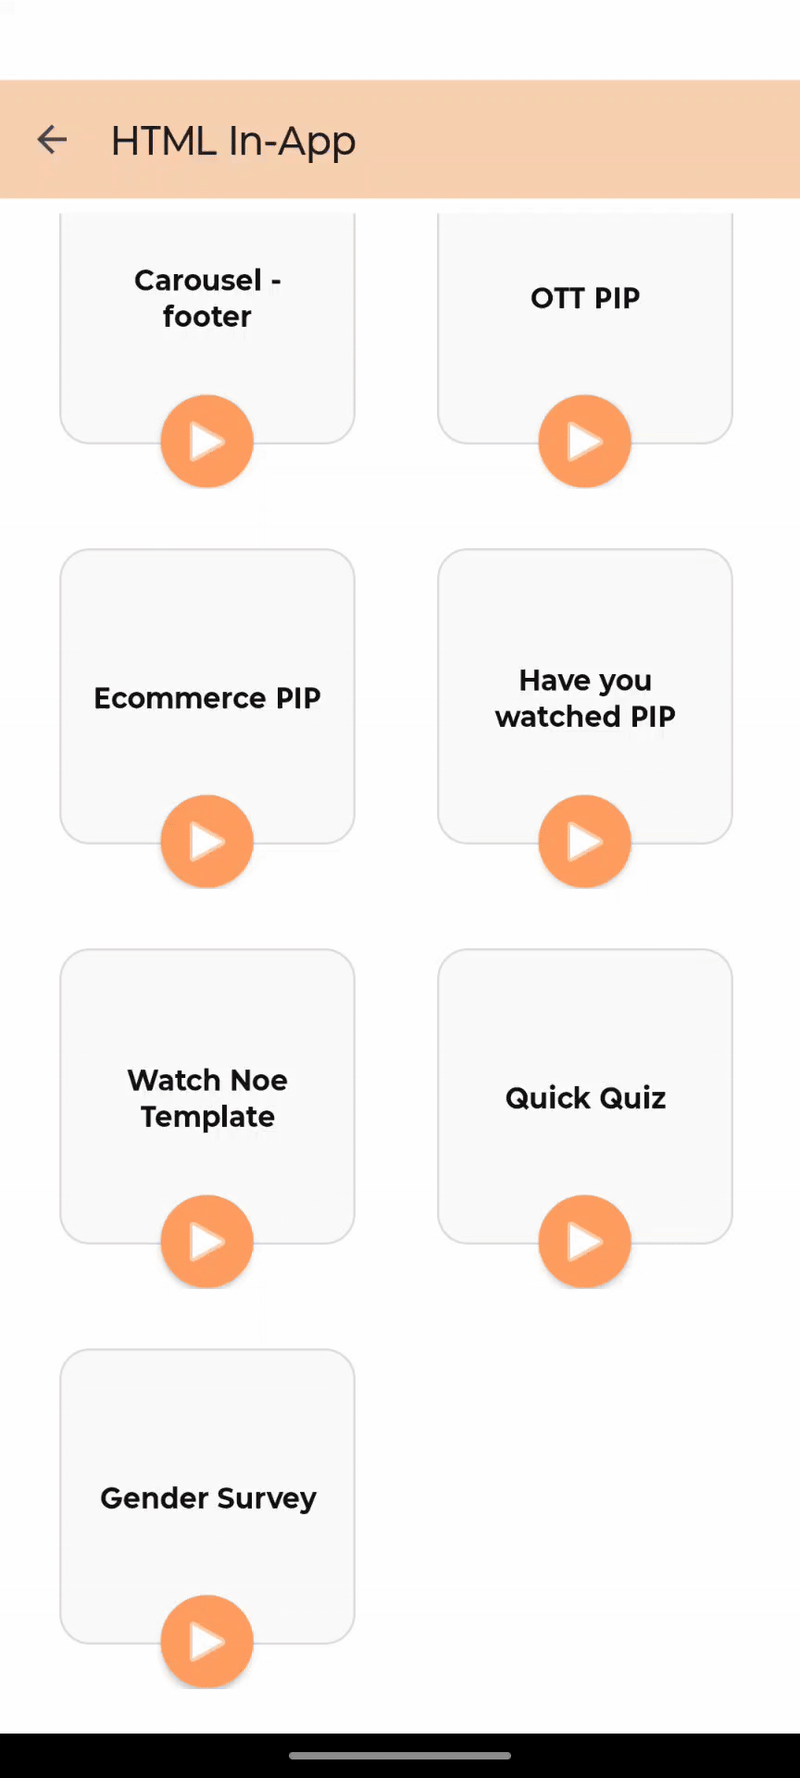 HTML In-App
Carousel -
footer
OTT PIP
Ecommerce PIP
Have you
watched PIP
Watch Noe
Template
Quick Quiz
Gender Survey